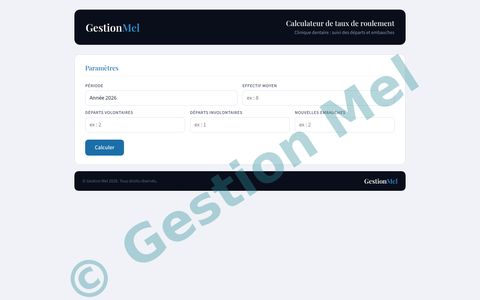 GestionMel
Calculateur de taux de roulement
Clinique dentaire : suivi des départs et embauches
Paramètres
PÉRIODE
EFFECTIF MOYEN
Année 2026
ex : 8
DÉPARTS VOLONTAIRES
DÉPARTS INVOLONTAIRES
NOUVELLES EMBAUCHES
ex : 2
ex : 1
ex : 2
Calculer
© Gestion Mel 2026. Tous droits réservés.
GestionMel
© Gestion Mel